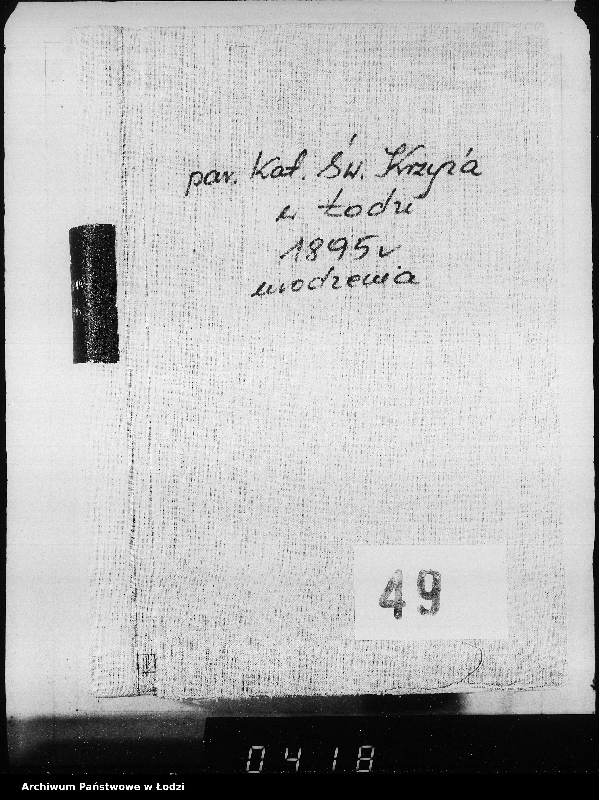 par. Kat. Św. Krzyża
w Łodzi
1895 r
urodzenia
49
0418
Archiwum Państwowe w Łodzi